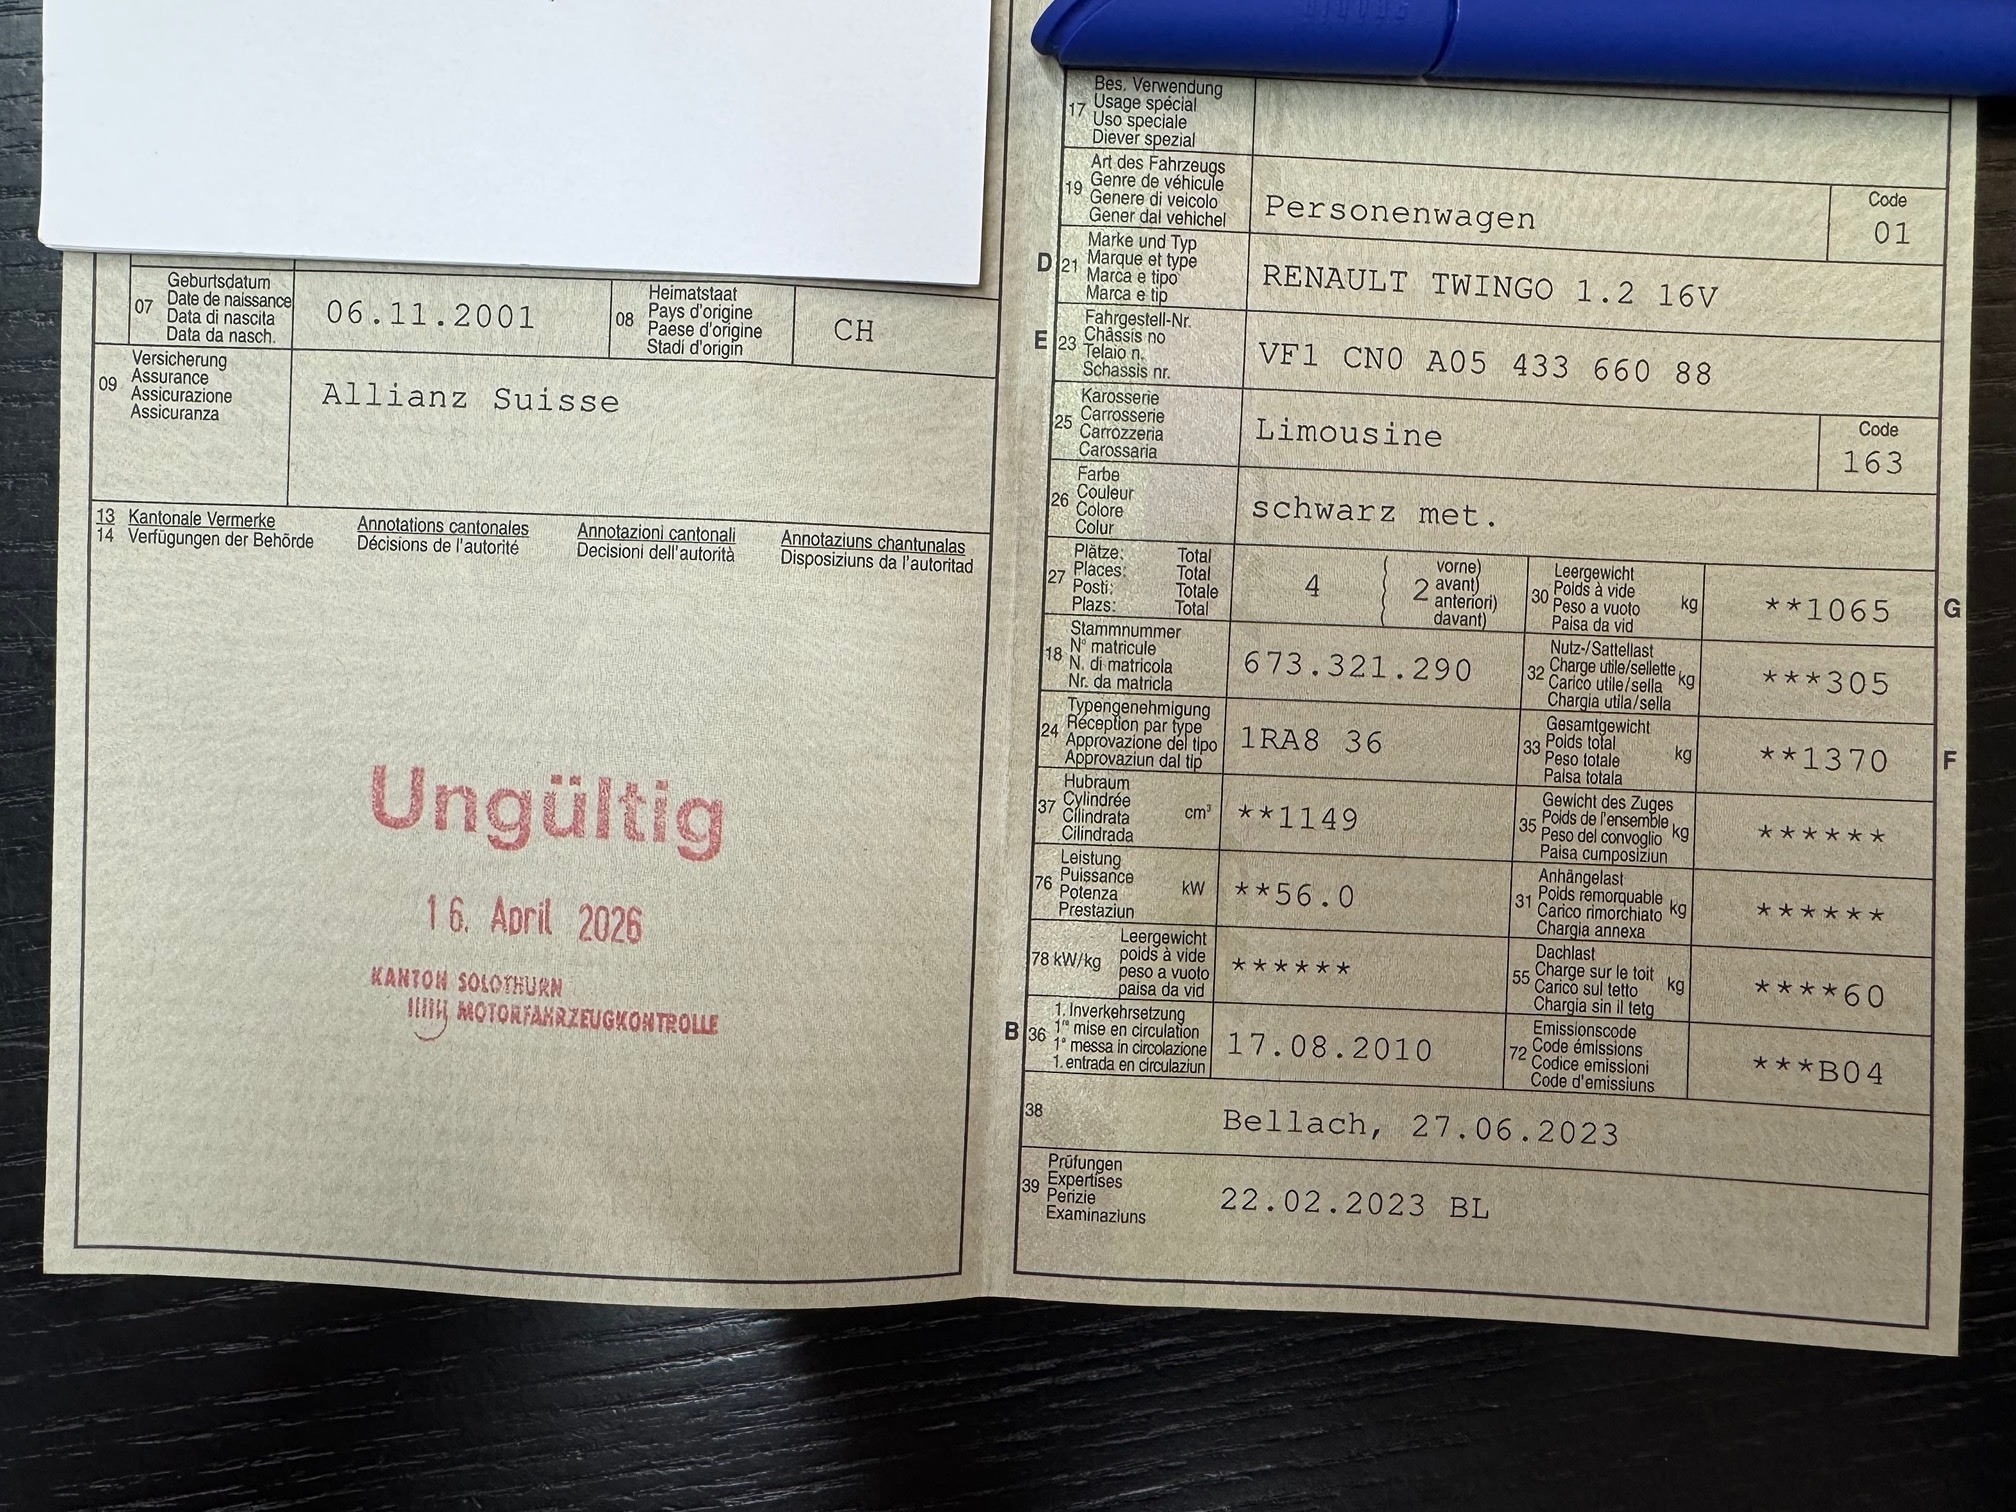 07 Geburtsdatum
Date de naissance
Data di nascita
Data da nasch.
06.11.2001
08 Heimatstaat
Pays d'origine
Paese d'origine
Stadi d'origin
CH
09 Versicherung
Assurance
Assicurazione
Assicuranza
Allianz Suisse
13 Kantonale Vermerke Annotations cantonales Annotazioni cantonali Annotaziuns chantunalas
14 Verfügungen der Behörde Décisions de l'autorité Decisioni dell'autorità Disposiziuns da l'autoritad
Ungültig
16. April 2026
KANTON SOLOTHURN
MOTORFAHRZEUGKONTROLLE
17 Bes. Verwendung
Usage spécial
Uso speciale
Diever spezial
19 Art des Fahrzeugs
Genre de véhicule
Genere di veicolo
Gener dal vehichel
Personenwagen
Code
01
D 21 Marke und Typ
Marque et type
Marca e tipo
Marca e tip
RENAULT TWINGO 1.2 16V
E 23 Fahrgestell-Nr.
Châssis no
Telaio n.
Schassis nr.
VF1 CN0 A05 433 660 88
25 Karosserie
Carrosserie
Carrozzeria
Carossaria
Limousine
Code
163
26 Farbe
Couleur
Colore
Colur
schwarz met.
27 Plätze: Total
Places: Total
Posti: Totale
Plazs: Total
4
2 vorne)
avant)
anteriori)
davant)
30 Leergewicht
Poids à vide
Peso a vuoto
Paisa da vid
kg
**1065
G
18 Stammnummer
N° matricule
N. di matricola
Nr. da matricla
673.321.290
32 Nutz-/Sattellast
Charge utile/sellette
Carico utile/sella
Chargia utila/sella
kg
***305
24 Typengenehmigung
Réception par type
Approvazione del tipo
Approvaziun dal tip
1RA8 36
33 Gesamtgewicht
Poids total
Peso totale
Paisa totala
kg
**1370
F
37 Hubraum
Cylindrée
Cilindrata
Cilindrada
cm³
**1149
35 Gewicht des Zuges
Poids de l'ensemble
Peso del convoglio
Paisa cumposiziun
kg
******
76 Leistung
Puissance
Potenza
Prestaziun
kW
**56.0
31 Anhängelast
Poids remorquable
Carico rimorchiato
Chargia annexa
kg
******
78 kW/kg
Leergewicht
poids à vide
peso a vuoto
paisa da vid
******
55 Dachlast
Charge sur le toit
Carico sul tetto
Chargia sin il tetg
kg
****60
B 36 1. Inverkehrsetzung
1re mise en circulation
1a messa in circolazione
1. entrada en circulaziun
17.08.2010
72 Emissionscode
Code émissions
Codice emissioni
Code d'emissiuns
***B04
38
Bellach, 27.06.2023
39 Prüfungen
Expertises
Perizie
Examinaziuns
22.02.2023 BL